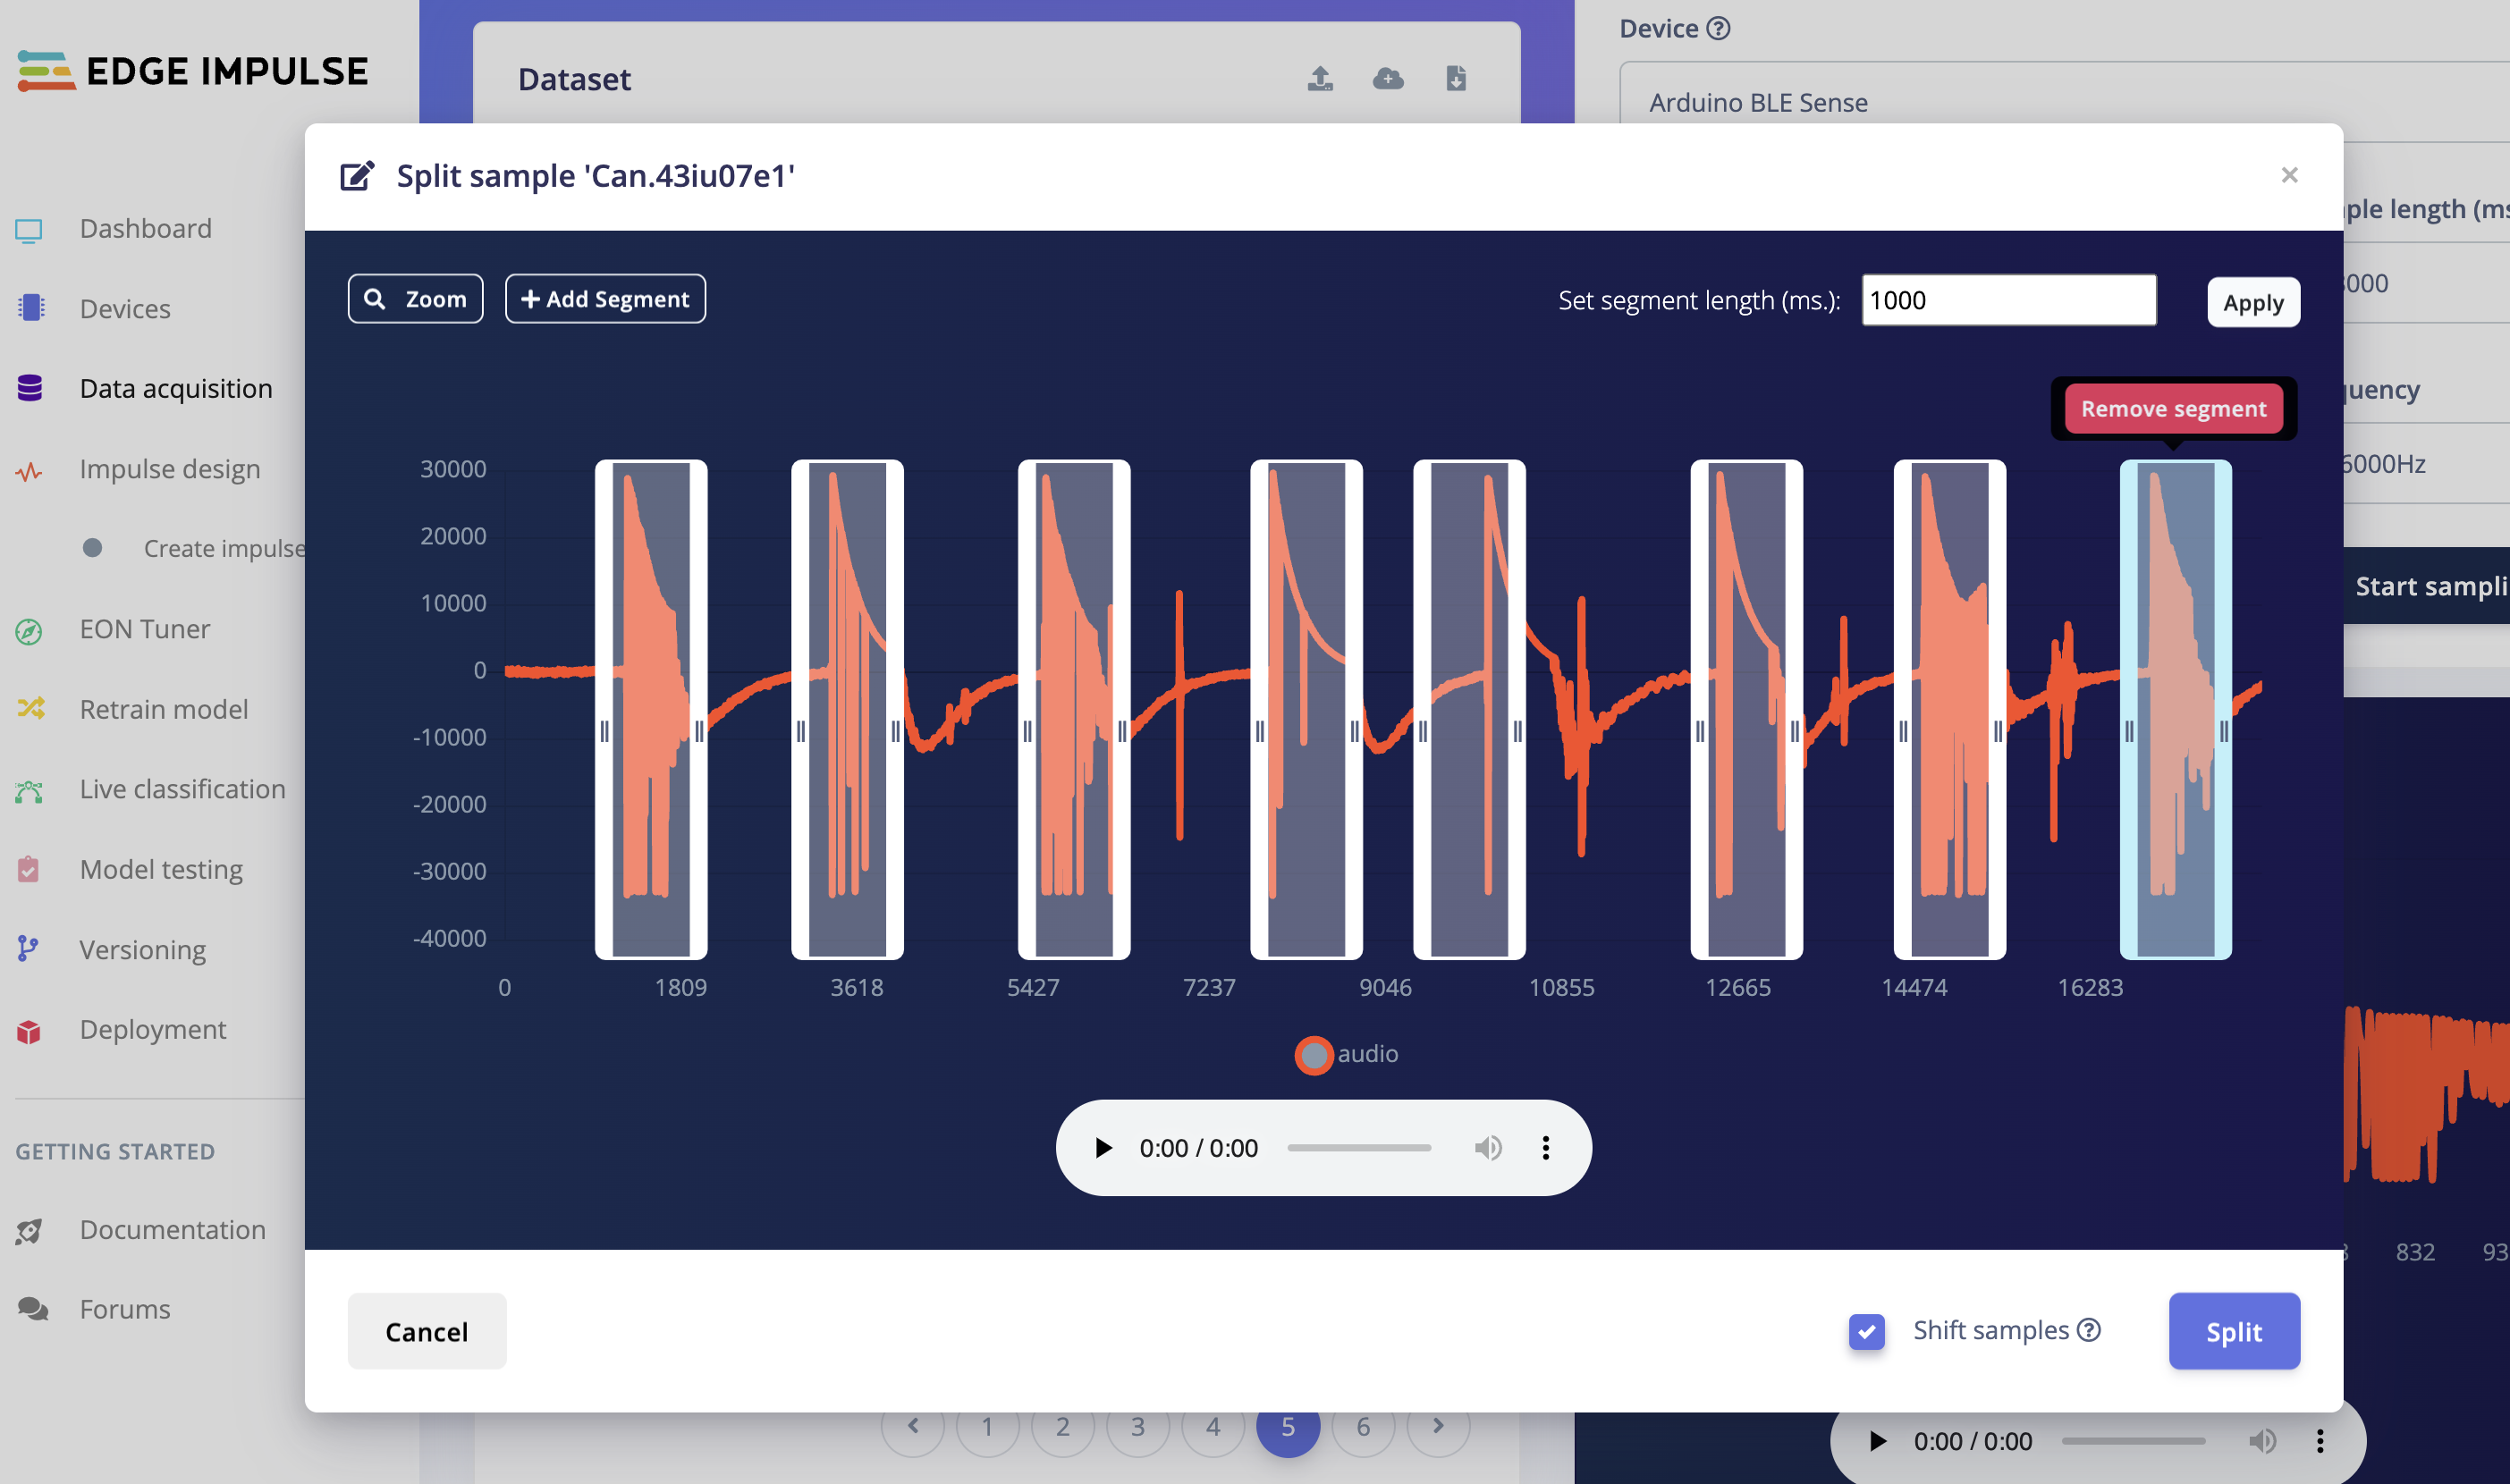 EDGE IMPULSE
Dashboard
Devices
Data acquisition
Impulse design
Create impulse
EON Tuner
Retrain model
Live classification
Model testing
Versioning
Deployment
GETTING STARTED
Documentation
Forums
Dataset
Device
Arduino BLE Sense
ple length (ms
000
uency
6000Hz
Start sampli
Split sample 'Can.43iu07e1'
×
Zoom
+ Add Segment
Set segment length (ms.):
1000
Apply
Remove segment
30000
20000
10000
0
-10000
-20000
-30000
-40000
0 1809 3618 5427 7237 9046 10855 12665 14474 16283
audio
0:00 / 0:00
Cancel
Shift samples
Split
832 93
1 2 3 4 5 6
0:00 / 0:00